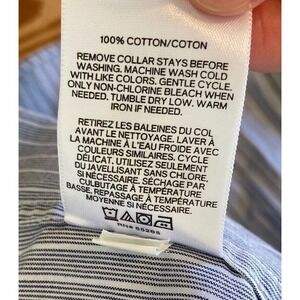 100% COTTON/COTON
REMOVE COLLAR STAYS BEFORE
WASHING. MACHINE WASH COLD
WITH LIKE COLORS. GENTLE CYCLE.
ONLY NON-CHLORINE BLEACH WHEN
NEEDED. TUMBLE DRY LOW. WARM
IRON IF NEEDED.
RETIREZ LES BALEINES DU COL
AVANT LE NETTOYAGE. LAVER À
LA MACHINE À L'EAU FROIDE AVEC
COULEURS SIMILAIRES. CYCLE
DÉLICAT. UTILISEZ SEULEMENT
DU JAVELLISANT SANS CHLORE,
SI NÉCESSAIRE. SÉCHAGE PAR
CULBUTAGE À TEMPÉRATURE
BASSE. REPASSAGE À TEMPÉRATURE
MOYENNE SI NÉCESSAIRE.
RN# 55285